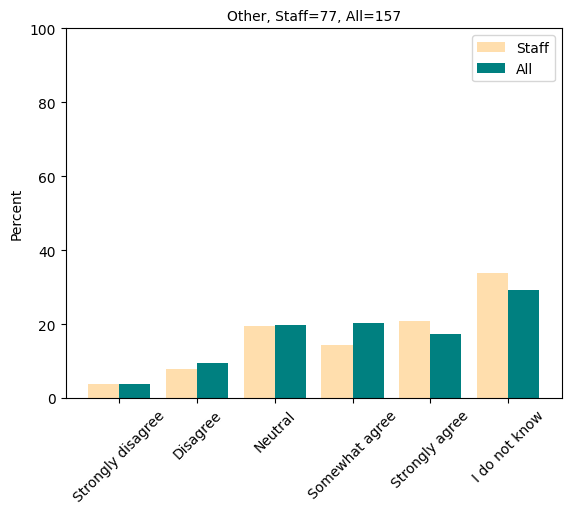 Other, Staff=77, All=157
Staff
All
Percent
100
80
60
40
20
0
Strongly disagree
Disagree
Neutral
Somewhat agree
Strongly agree
I do not know